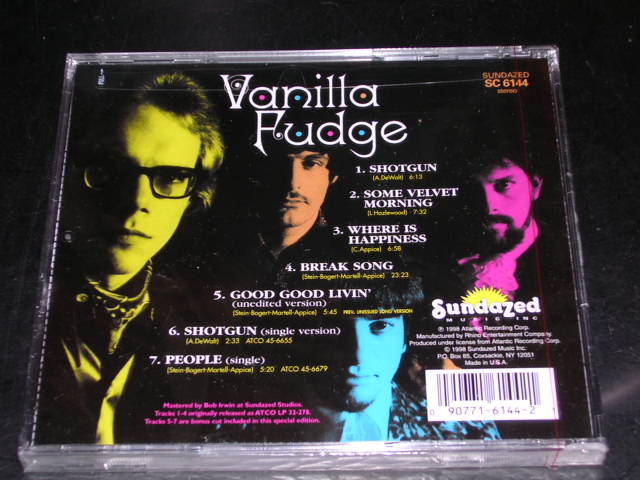 PULL
Vanilla
Fudge
SUNDAZED
SC 6144
stereo
1. SHOTGUN
(A.DeWalt) 6:13
2. SOME VELVET
MORNING
(L.Hazlewood) 7:32
3. WHERE IS
HAPPINESS
(C.Appice) 6:58
4. BREAK SONG
(Stein-Bogert-Martell-Appice) 23:23
5. GOOD GOOD LIVIN'
(unedited version)
(Stein-Bogert-Martell-Appice) 5:45 PREV. UNISSUED LONG VERSION
6. SHOTGUN (single version)
(A.DeWalt) 2:33 ATCO 45-6655
7. PEOPLE (single)
(Stein-Bogert-Martell-Appice) 5:20 ATCO 45-6679
Mastered by Bob Irwin at Sundazed Studios.
Tracks 1-4 originally released as ATCO LP 33-278.
Tracks 5-7 are bonus cut included in this special edition.
Sundazed
MUSIC INC
℗ 1998 Atlantic Recording Corp.
Manufactured by Rhino Entertainment Company.
Produced under license from Atlantic Recording Corp.
© 1998 Sundazed Music Inc.
P.O. Box 85, Coxsackie, NY 12051
Made in U.S.A.
0 90771-6144-2